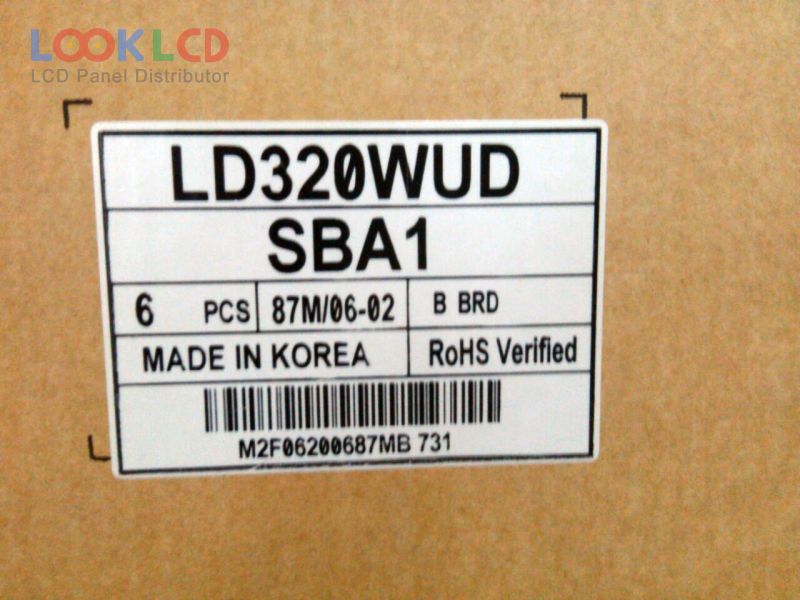 LOOKLCD
LCD Panel Distributor
LD320WUD
SBA1
6 PCS 87M/06-02 B BRD
MADE IN KOREA RoHS Verified
M2F06200687MB 731